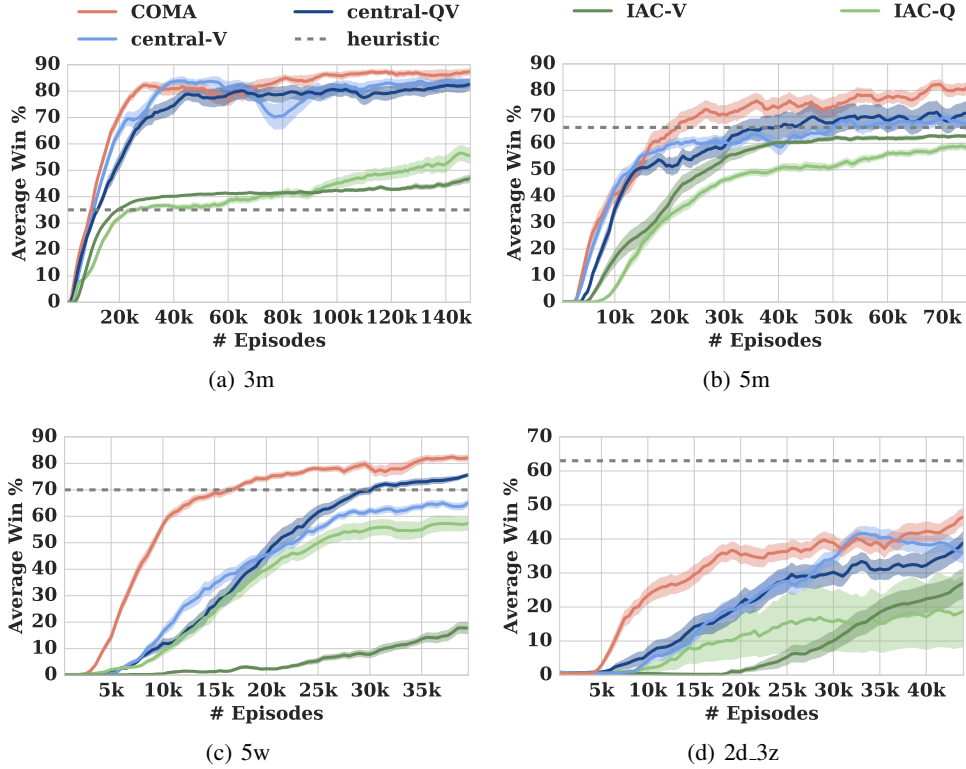 COMA
central-QV
IAC-V
IAC-Q
central-V
heuristic
90
80
70
60
50
40
30
20
10
0
Average Win %
20k 40k 60k 80k 100k 120k 140k
# Episodes
(a) 3m
90
80
70
60
50
40
30
20
10
0
Average Win %
10k 20k 30k 40k 50k 60k 70k
# Episodes
(b) 5m
90
80
70
60
50
40
30
20
10
0
Average Win %
5k 10k 15k 20k 25k 30k 35k
# Episodes
(c) 5w
70
60
50
40
30
20
10
0
Average Win %
5k 10k 15k 20k 25k 30k 35k 40k
# Episodes
(d) 2d_3z